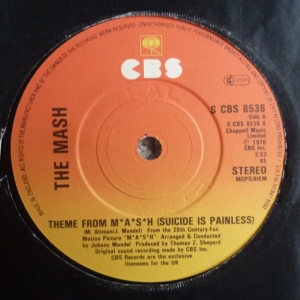 CBS
THE MASH
S CBS 8536
Side A
S CBS 8536 A
Chappell Music
Limited
℗ 1970
CBS Inc.
2.53
45
STEREO
MCPS/BIEM
THEME FROM M*A*S*H (SUICIDE IS PAINLESS)
(M. Altman/J. Mandel) From the 20th Century-Fox
Motion Picture "M*A*S*H" Arranged & Conducted
by Johnny Mandel Produced by Thomas Z. Shepard
Original sound recording made by CBS Inc.
CBS Records are the exclusive
licensees for the UK